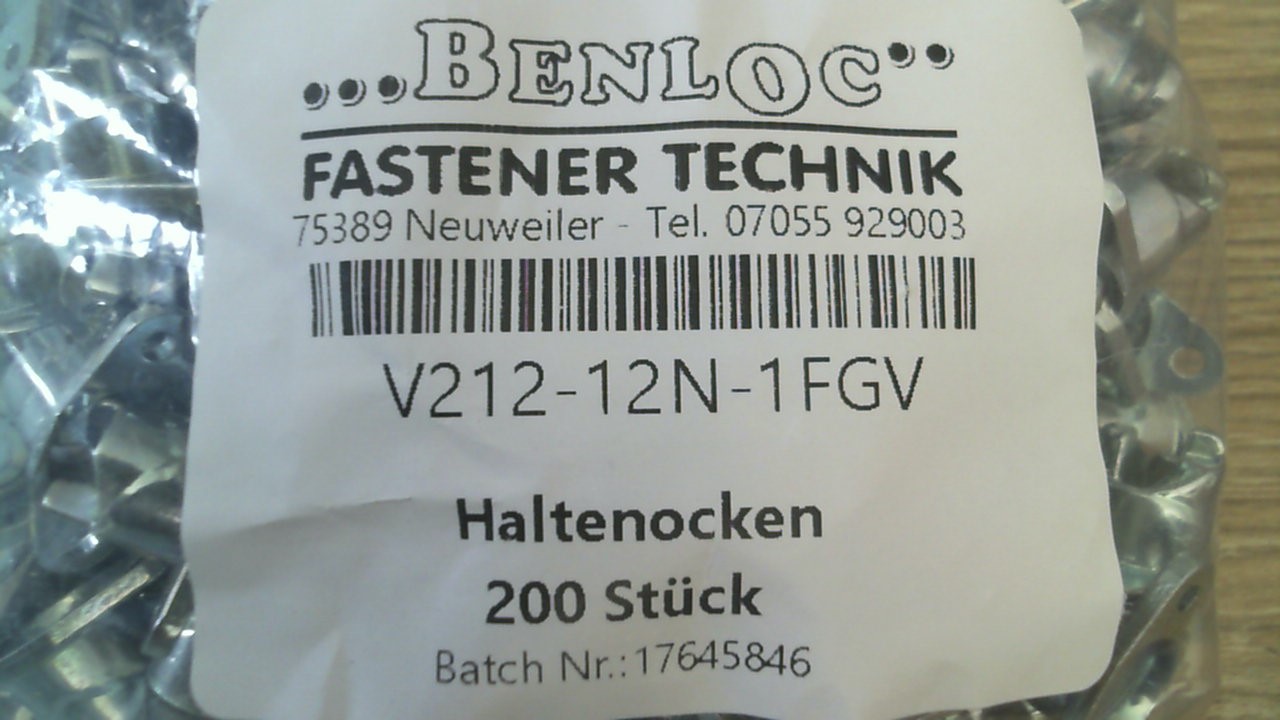 ...BENLOC··
FASTENER TECHNIK
75389 Neuweiler - Tel. 07055 929003
V212-12N-1FGV
Haltenocken
200 Stück
Batch Nr.:17645846